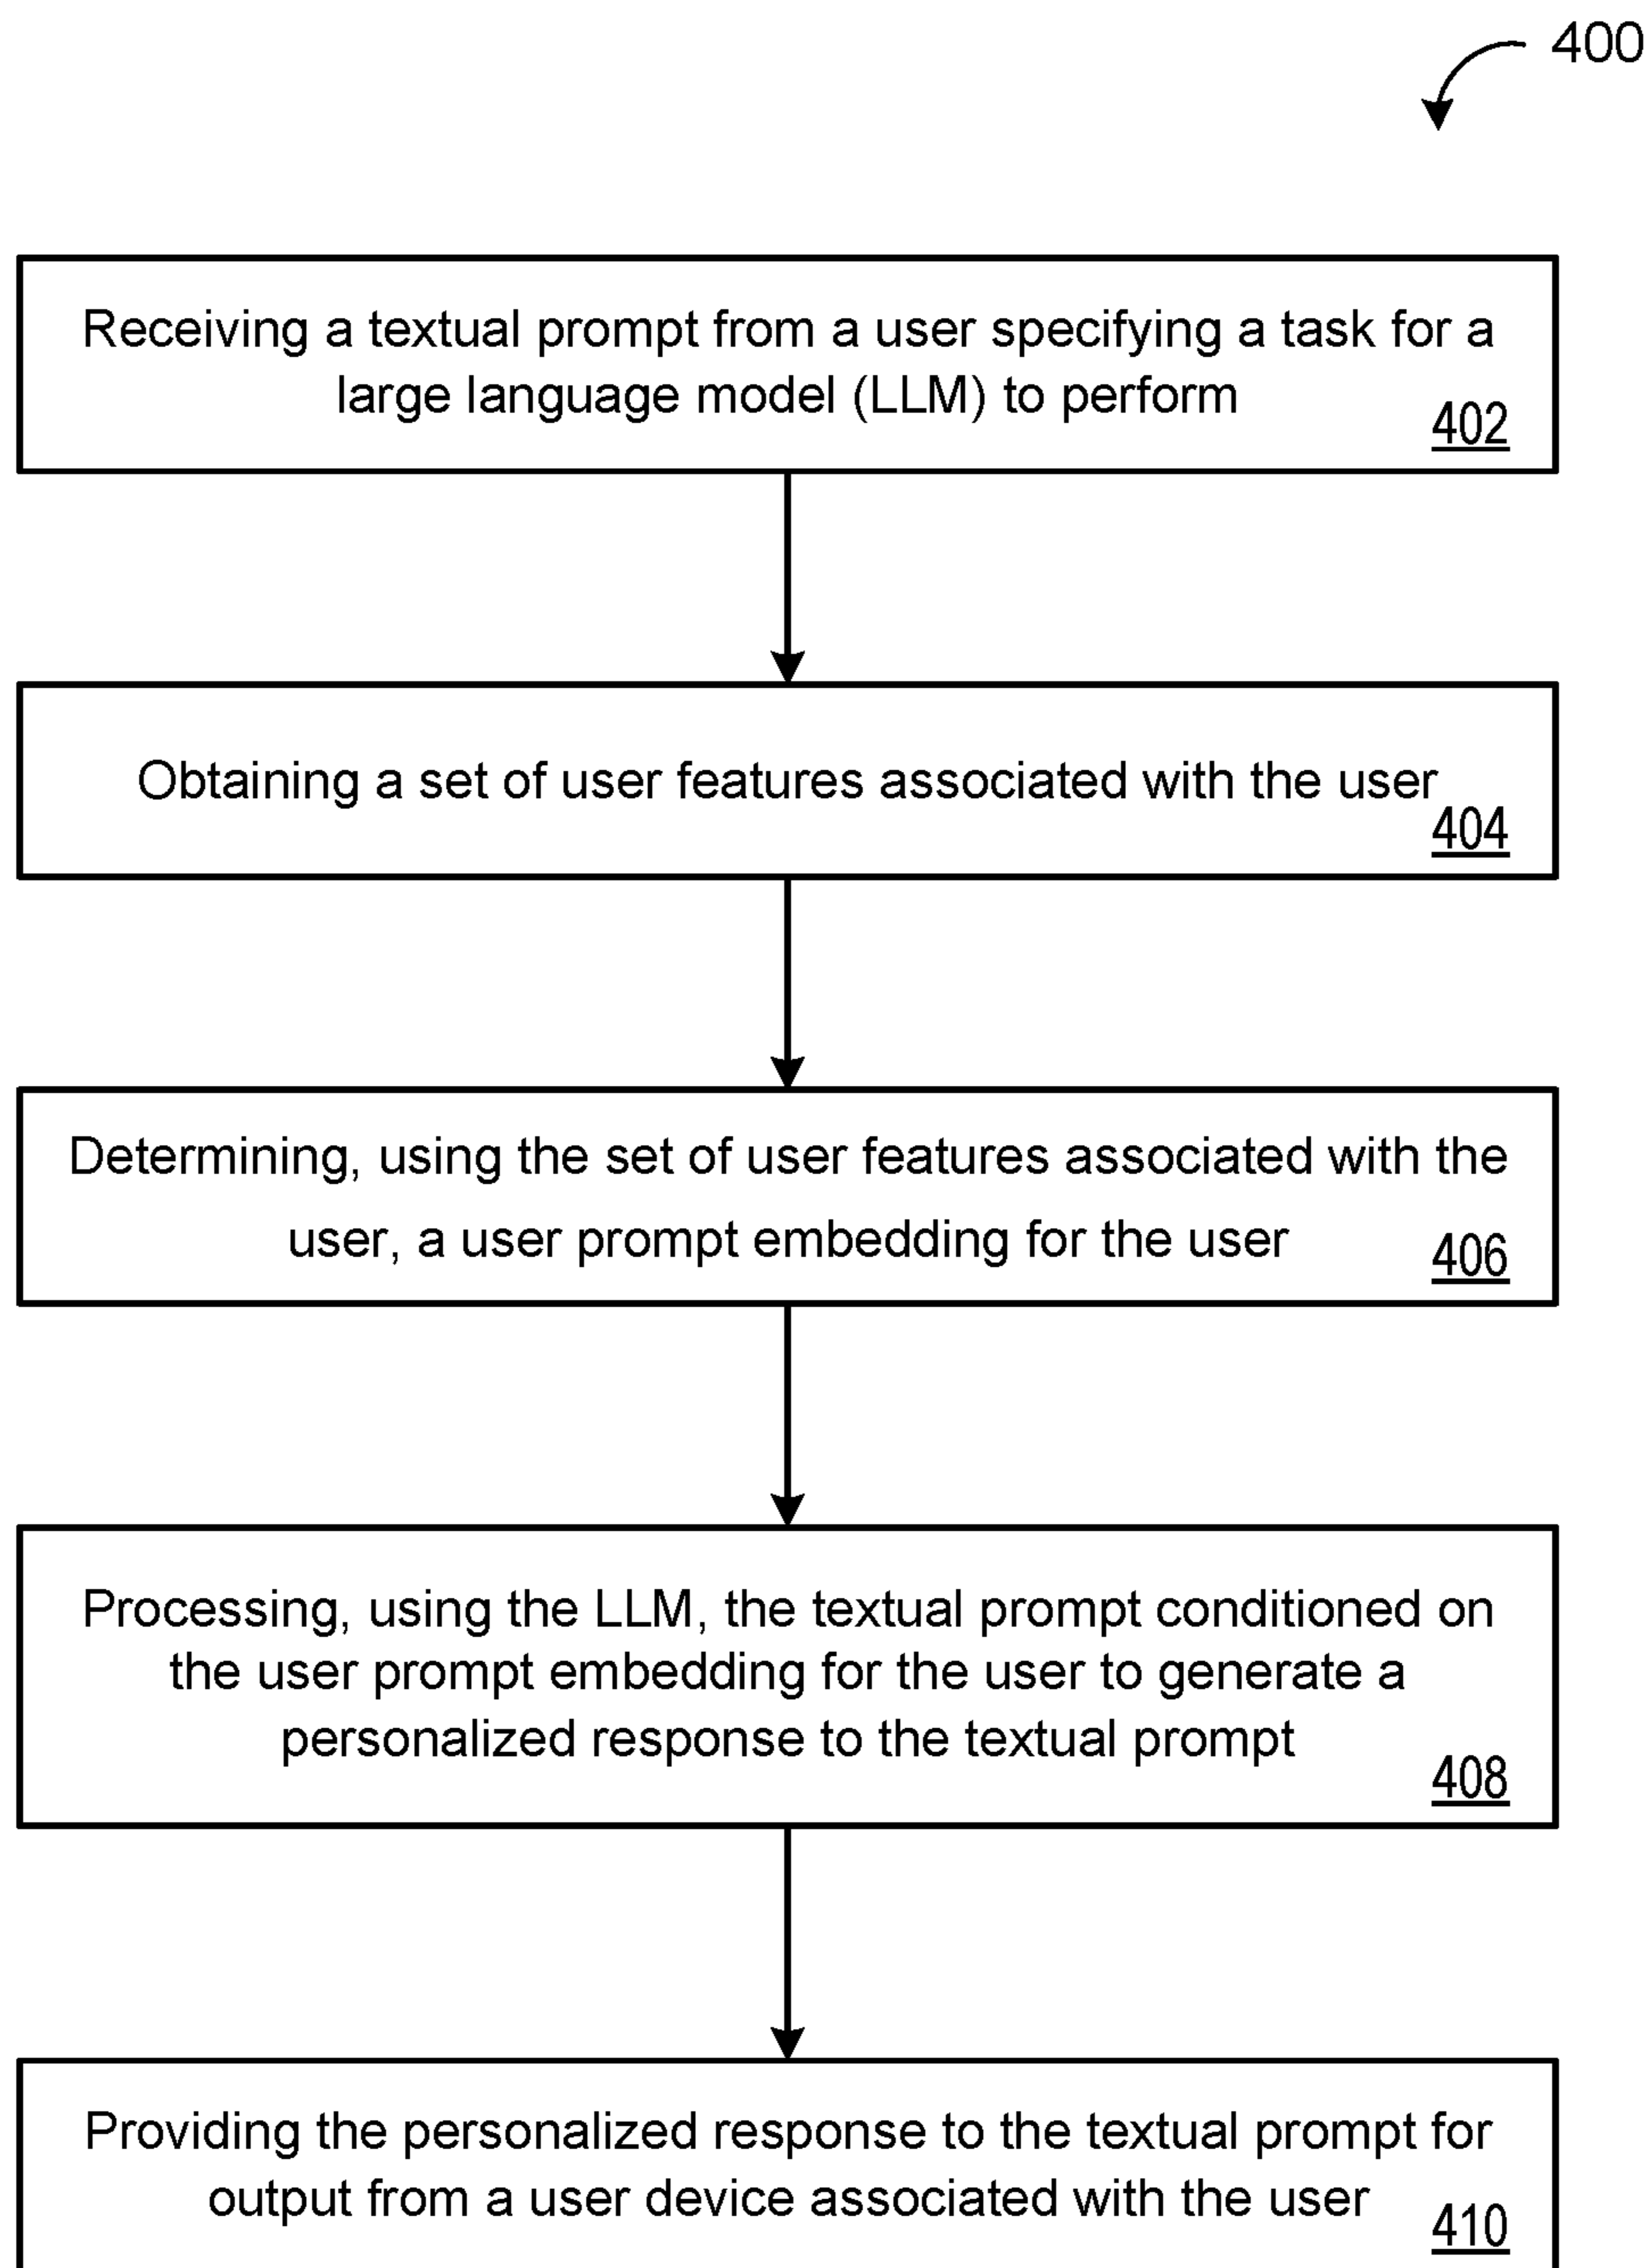 400
Receiving a textual prompt from a user specifying a task for a
large language model (LLM) to perform
402
Obtaining a set of user features associated with the user
404
Determining, using the set of user features associated with the
user, a user prompt embedding for the user
406
Processing, using the LLM, the textual prompt conditioned on
the user prompt embedding for the user to generate a
personalized response to the textual prompt
408
Providing the personalized response to the textual prompt for
output from a user device associated with the user
410